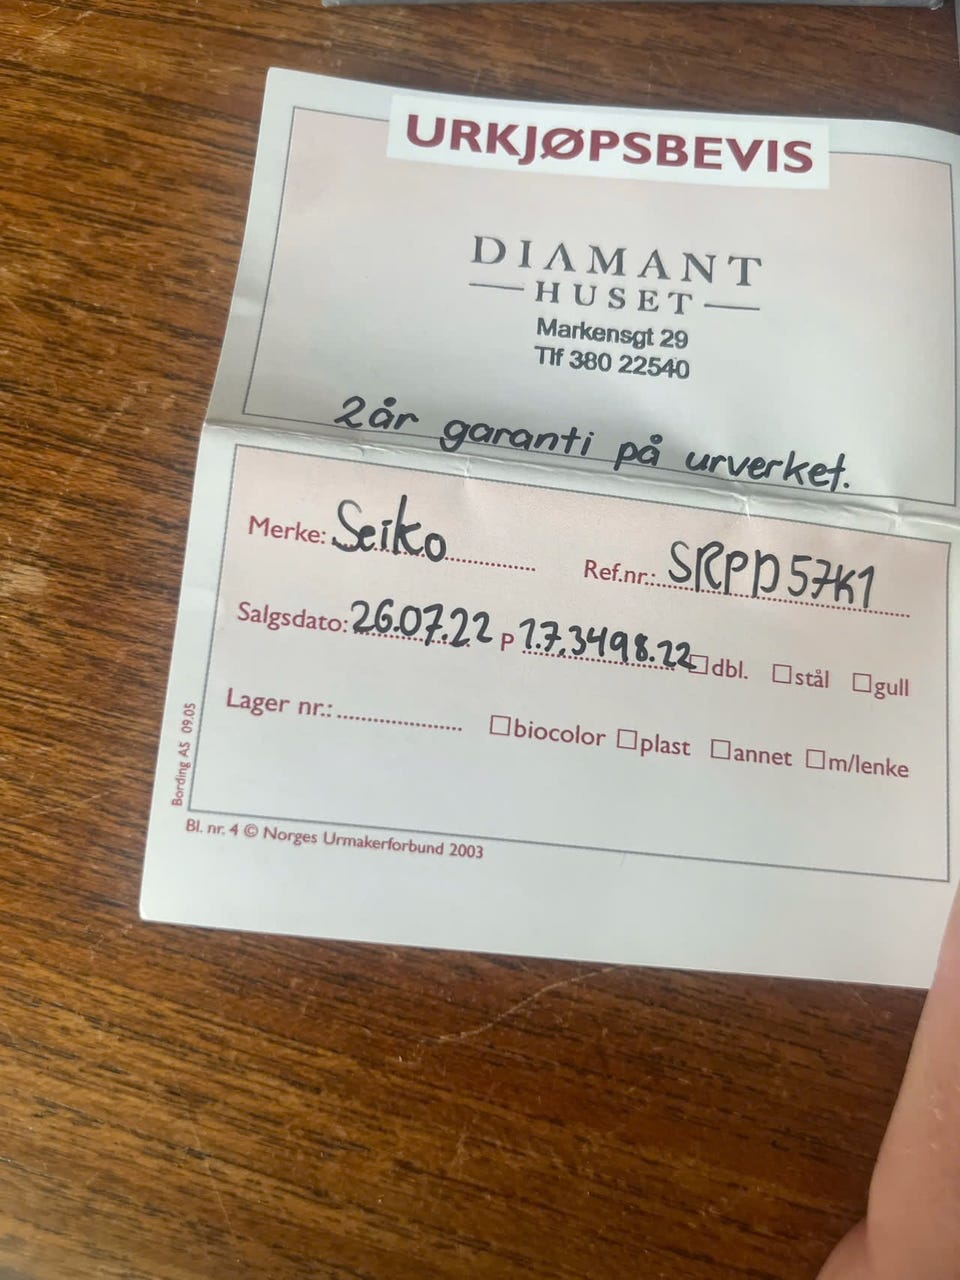 URKJØPSBEVIS
DIAMANT
HUSET
Markensgt 29
Tlf 380 22540
2år garanti på urverket.
Merke: Seiko Ref.nr.: SRPD57K1
Salgsdato: 26.07.22 P 1.7.3498.22 ☐dbl. ☐stål ☐gull
Lager nr.: ☐biocolor ☐plast ☐annet ☐m/lenke
Bording AS 09.05
Bl. nr. 4 © Norges Urmakerforbund 2003